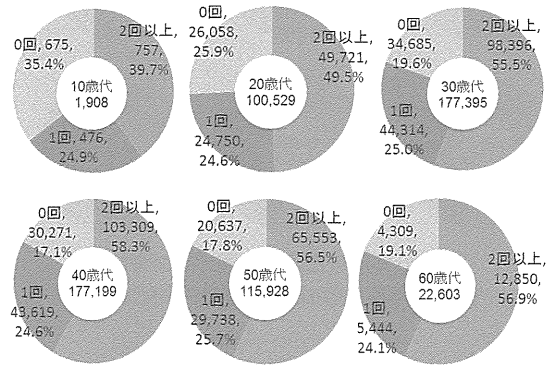 0回, 675,
35.4%
2回以上,
757,
39.7%
10歳代
1,908
1回, 476,
24.9%
0回,
26,058,
25.9%
2回以上,
49,721,
49.5%
20歳代
100,529
1回,
24,750,
24.6%
0回,
34,685,
19.6%
2回以上,
98,396,
55.5%
30歳代
177,395
1回,
44,314,
25.0%
0回,
30,271,
17.1%
2回以上,
103,309,
58.3%
40歳代
177,199
1回,
43,619,
24.6%
0回,
20,637,
17.8%
2回以上,
65,553,
56.5%
50歳代
115,928
1回,
29,738,
25.7%
0回,
4,309,
19.1%
2回以上,
12,850,
56.9%
60歳代
22,603
1回,
5,444,
24.1%